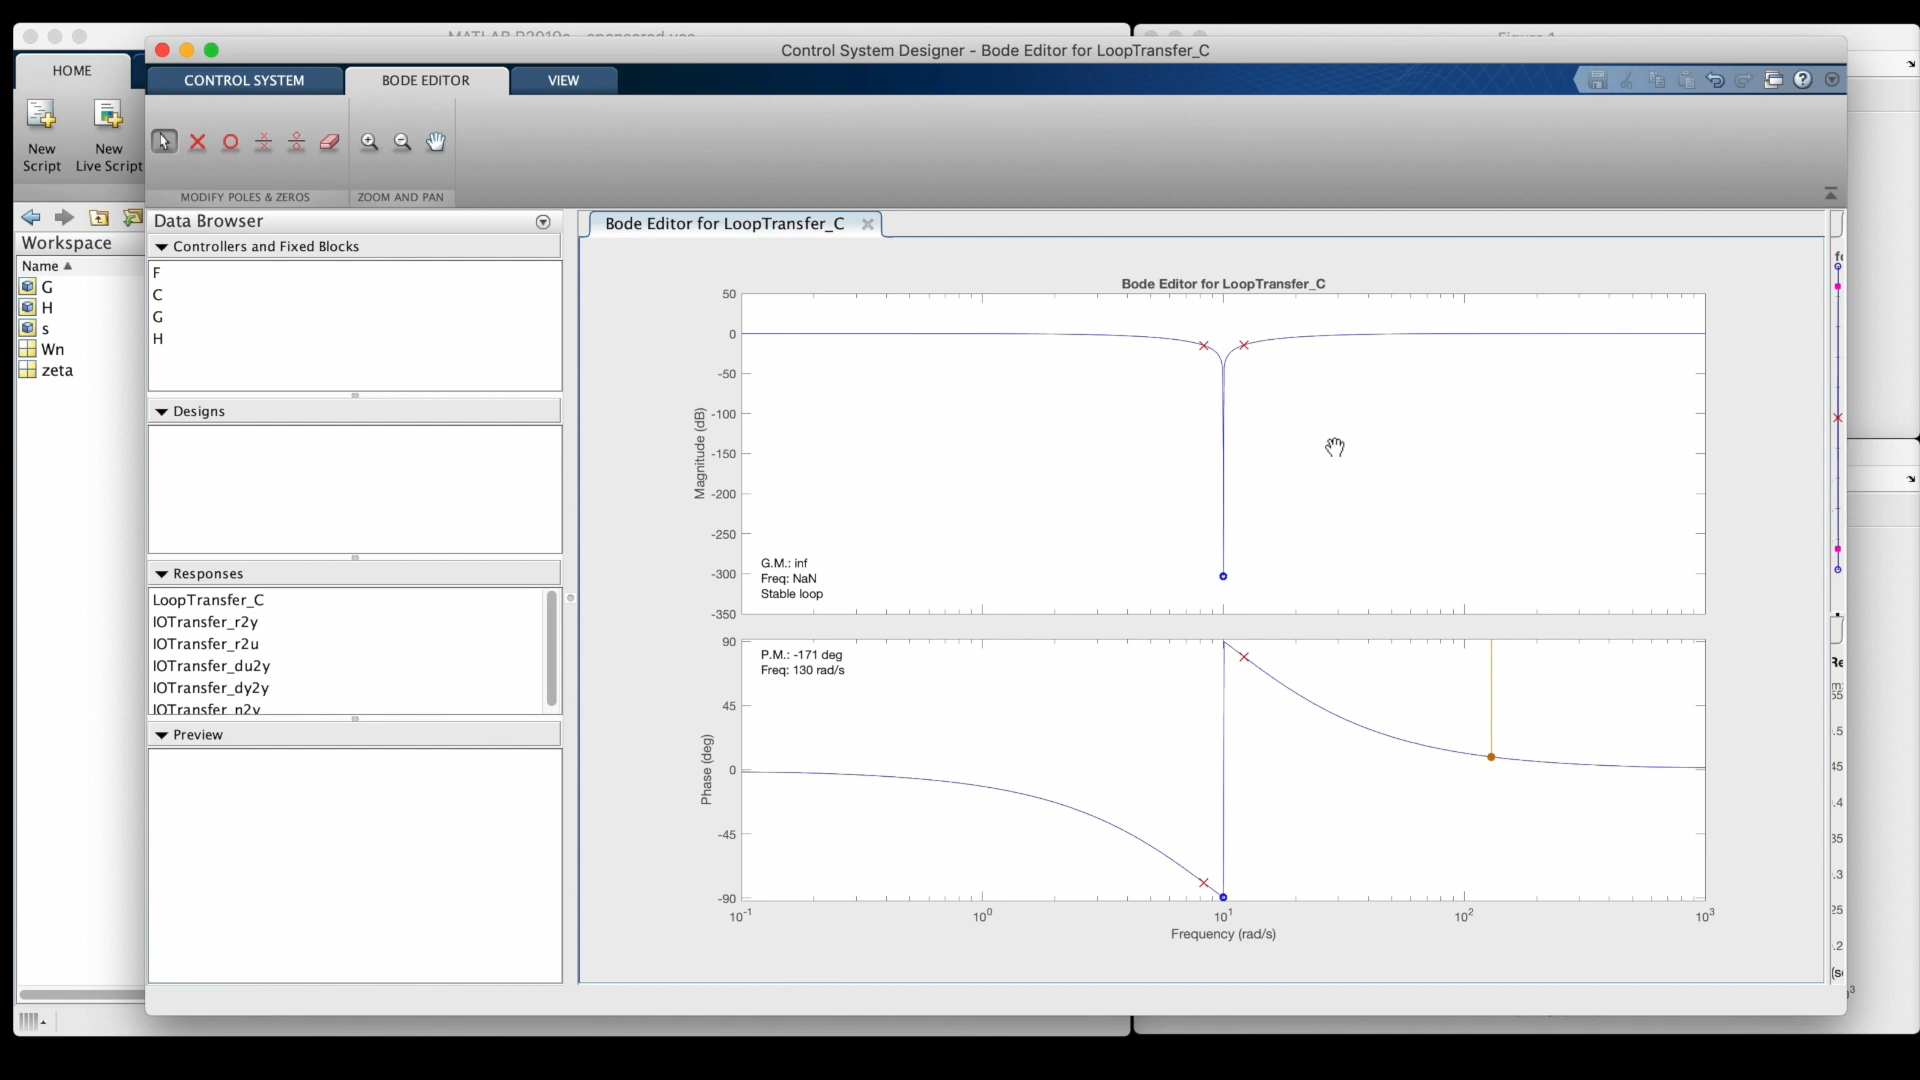 Control System Designer - Bode Editor for LoopTransfer_C
HOME
CONTROL SYSTEM
BODE EDITOR
VIEW
New Script
New Live Script
MODIFY POLES & ZEROS
ZOOM AND PAN
Workspace
Name
G
H
s
Wn
zeta
Data Browser
Controllers and Fixed Blocks
F
C
G
H
Designs
Responses
LoopTransfer_C
IOTransfer_r2y
IOTransfer_r2u
IOTransfer_du2y
IOTransfer_dy2y
IOTransfer_n2y
Preview
Bode Editor for LoopTransfer_C
Bode Editor for LoopTransfer_C
Magnitude (dB)
50
0
-50
-100
-150
-200
-250
-300
-350
G.M.: inf
Freq: NaN
Stable loop
Phase (deg)
90
45
0
-45
-90
P.M.: -171 deg
Freq: 130 rad/s
10⁻¹ 10⁰ 10¹ 10² 10³
Frequency (rad/s)